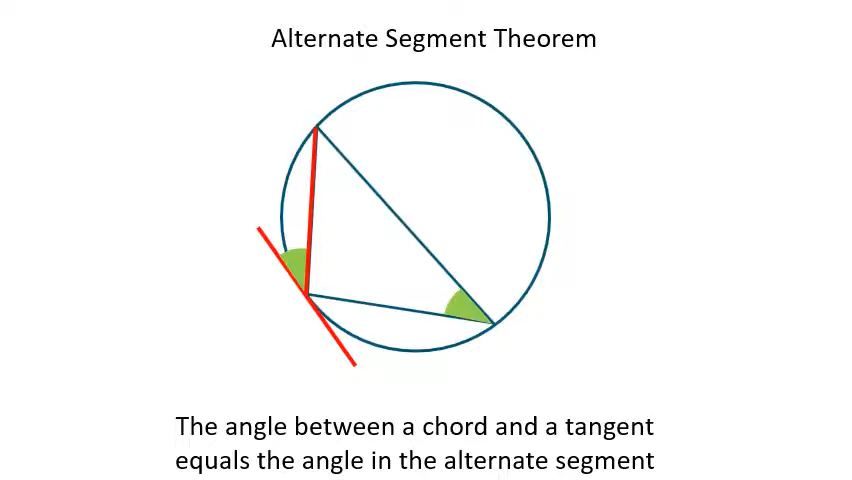 Alternate Segment Theorem
The angle between a chord and a tangent
equals the angle in the alternate segment